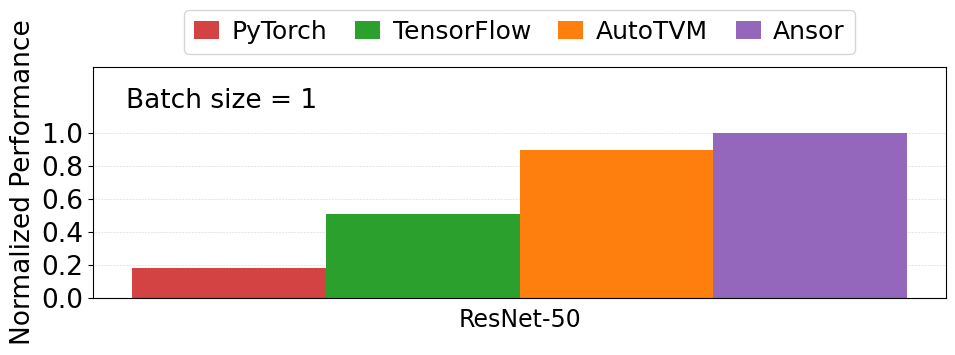 PyTorch TensorFlow AutoTVM Ansor
Normalized Performance
Batch size = 1
1.0
0.8
0.6
0.4
0.2
0.0
ResNet-50